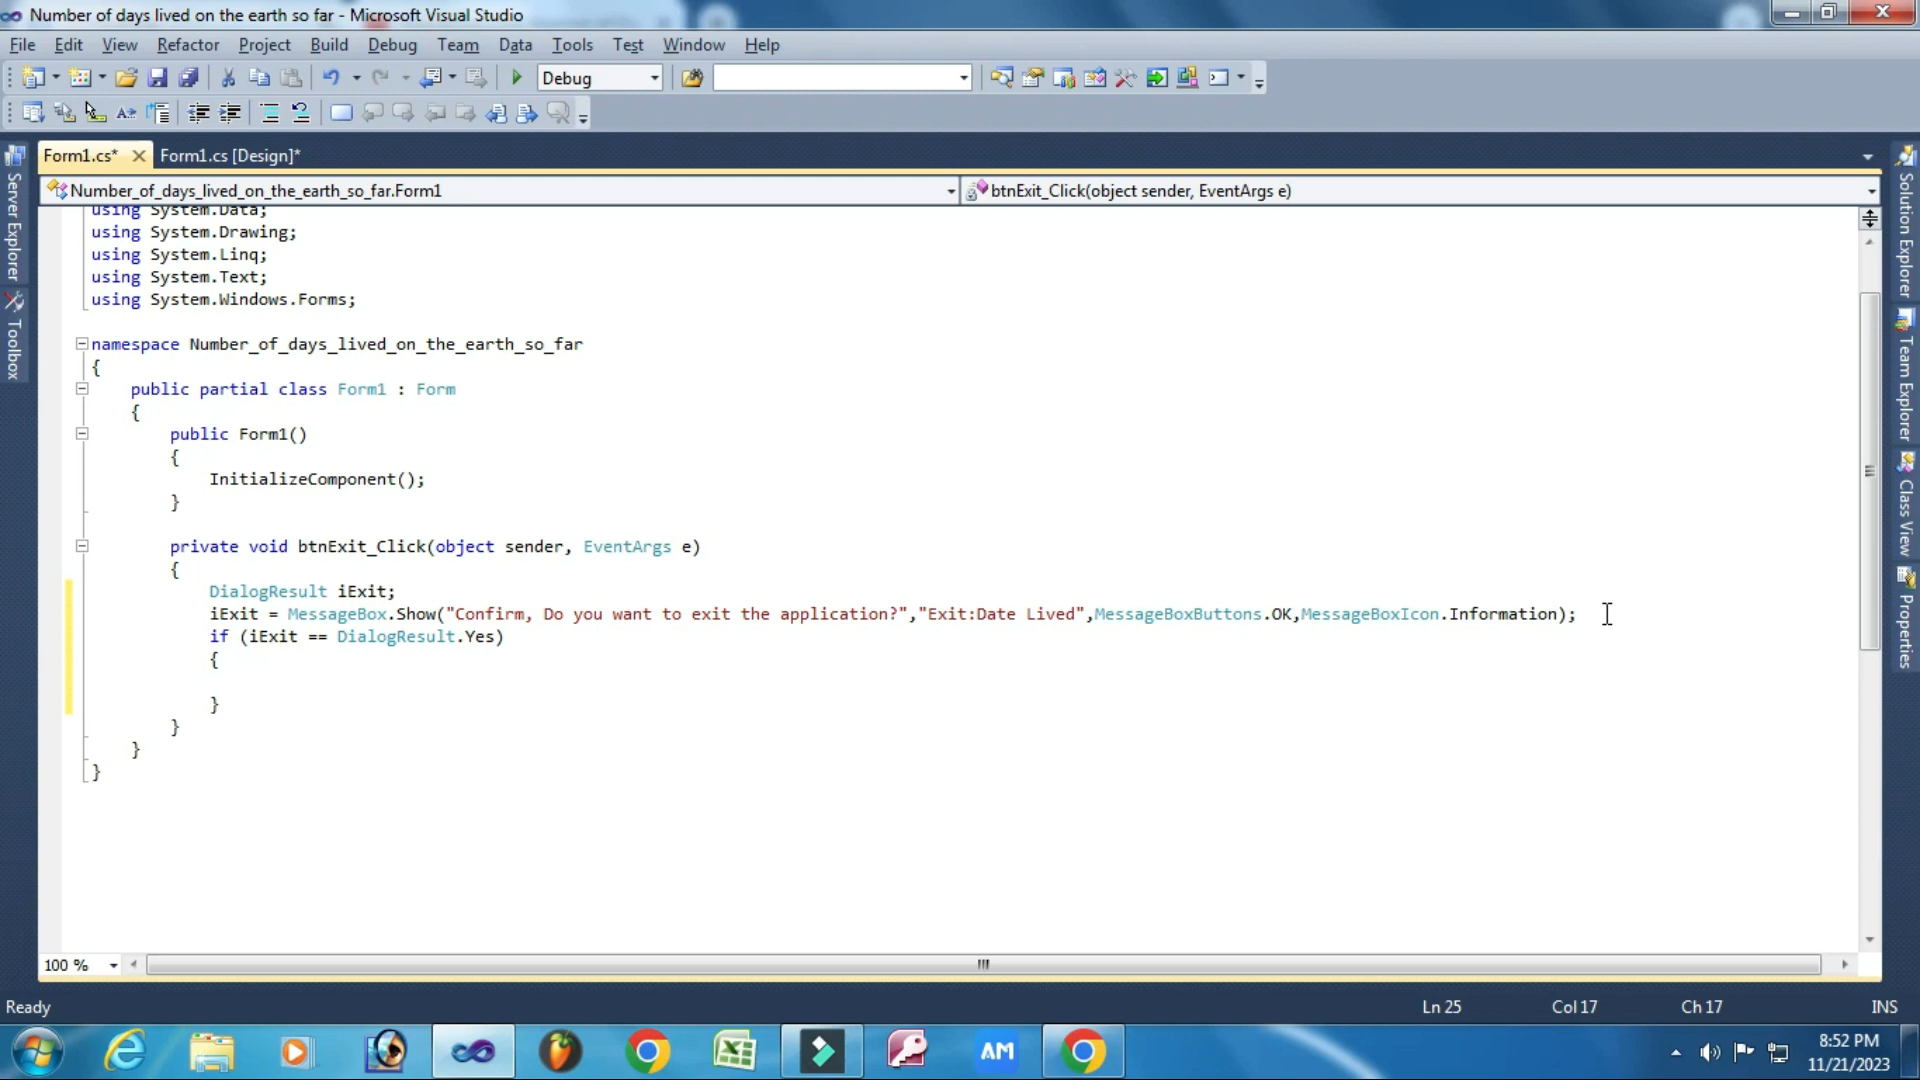 Number of days lived on the earth so far - Microsoft Visual Studio
File Edit View Refactor Project Build Debug Team Data Tools Test Window Help
Debug
Form1.cs* Form1.cs [Design]*
Number_of_days_lived_on_the_earth_so_far.Form1 btnExit_Click(object sender, EventArgs e)
Server Explorer
Toolbox
using System.Data;
using System.Drawing;
using System.Linq;
using System.Text;
using System.Windows.Forms;
namespace Number_of_days_lived_on_the_earth_so_far
{
public partial class Form1 : Form
{
public Form1()
{
InitializeComponent();
}
private void btnExit_Click(object sender, EventArgs e)
{
DialogResult iExit;
iExit = MessageBox.Show("Confirm, Do you want to exit the application?","Exit:Date Lived",MessageBoxButtons.OK,MessageBoxIcon.Information);
if (iExit == DialogResult.Yes)
{
}
}
}
}
Solution Explorer
Team Explorer
Class View
Properties
100 %
Ready Ln 25 Col 17 Ch 17 INS
AM
8:52 PM
11/21/2023